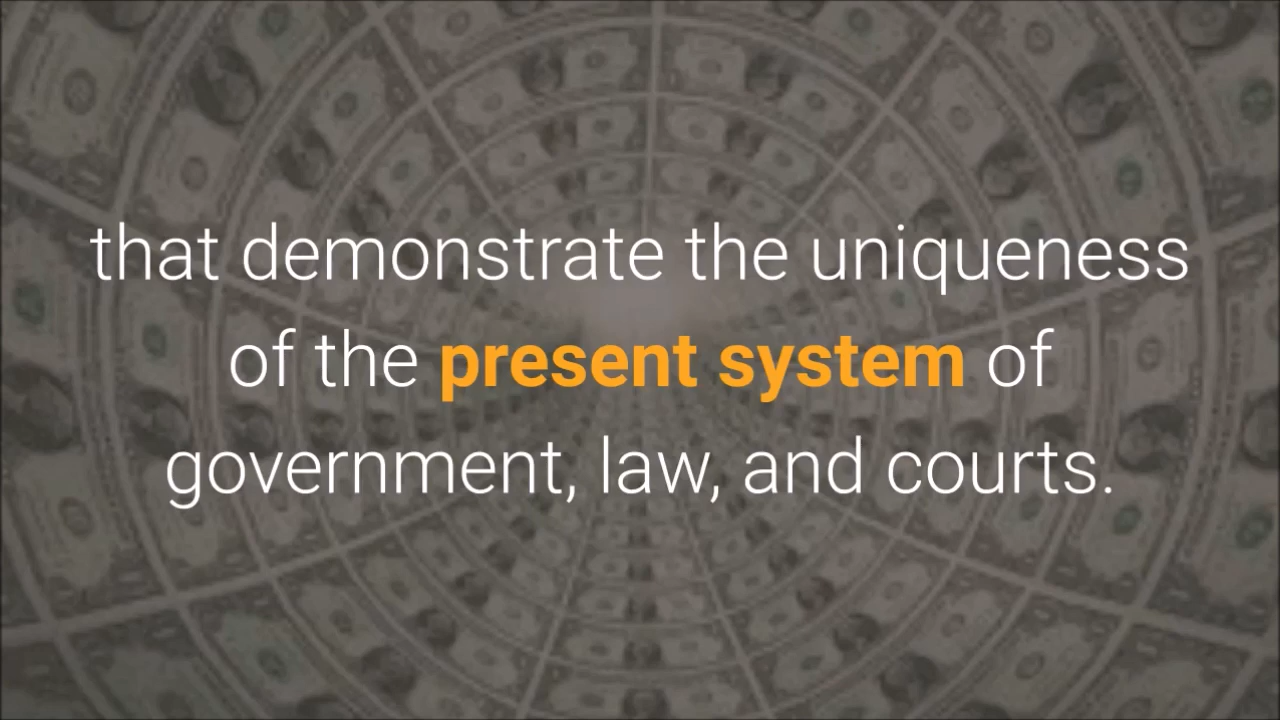 that demonstrate the uniqueness
of the present system of
government, law, and courts.